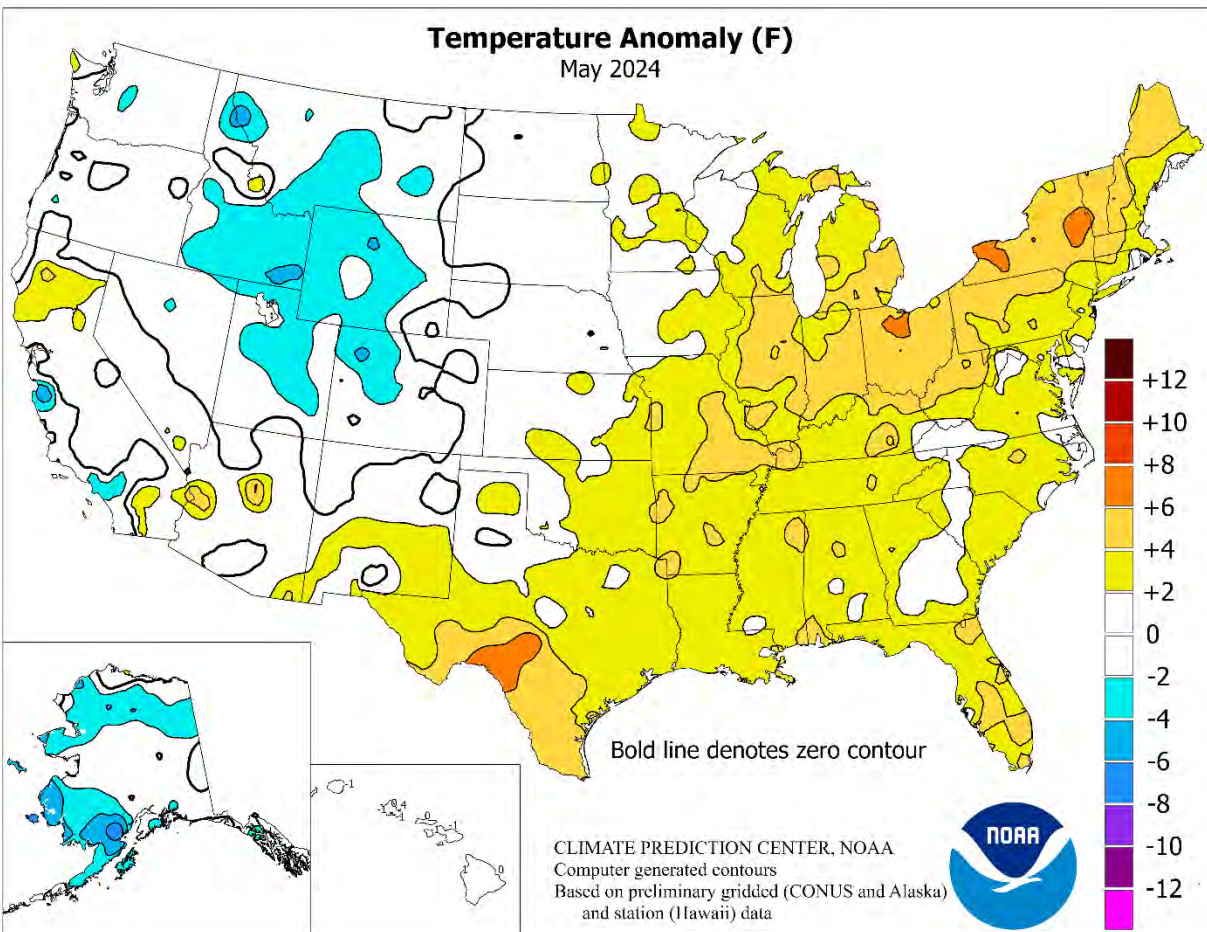 Temperature Anomaly (F)
May 2024
+12
+10
+8
+6
+4
+2
0
-2
-4
-6
-8
-10
-12
Bold line denotes zero contour
-1
0
CLIMATE PREDICTION CENTER, NOAA
Computer generated contours
Based on preliminary gridded (CONUS and Alaska)
and station (Hawaii) data
NOAA